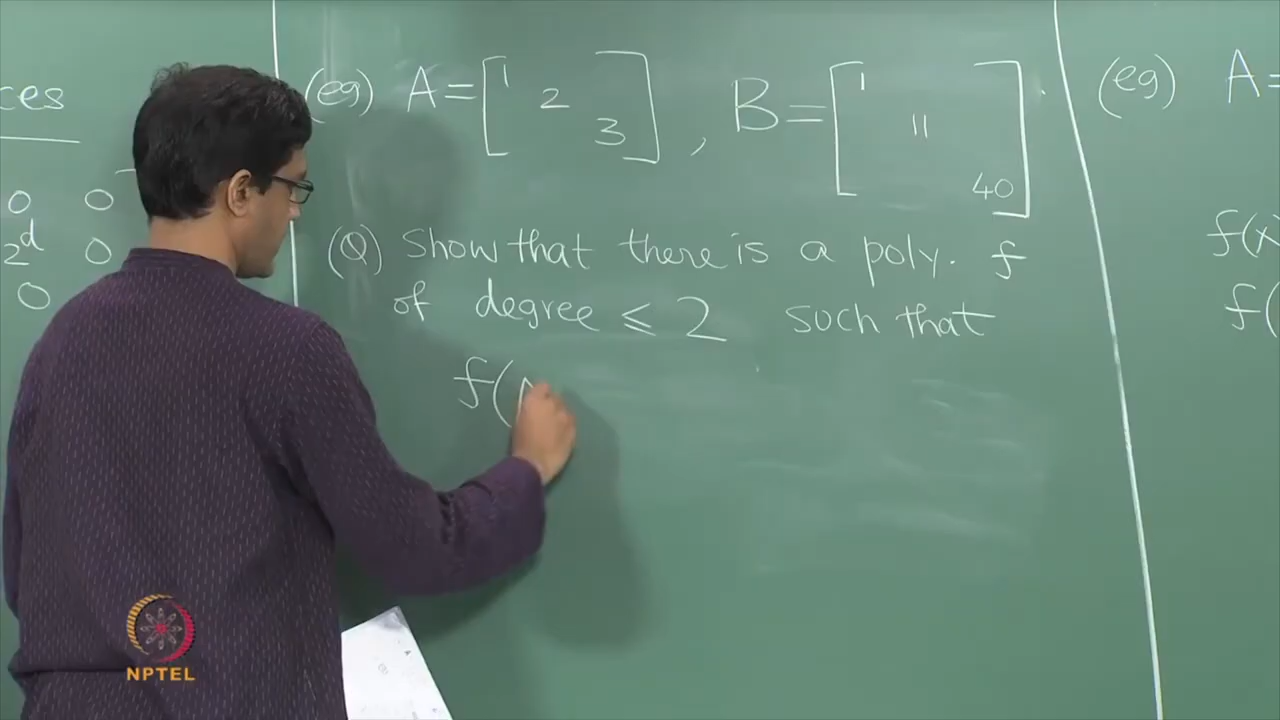 ces
0 0
2^d 0
0
(eg) A = [1 2 3], B = [1 11 40].
(Q) Show that there is a poly. f
of degree ≤ 2 such that
f(
(eg) A=
f(x
f(
NPTEL